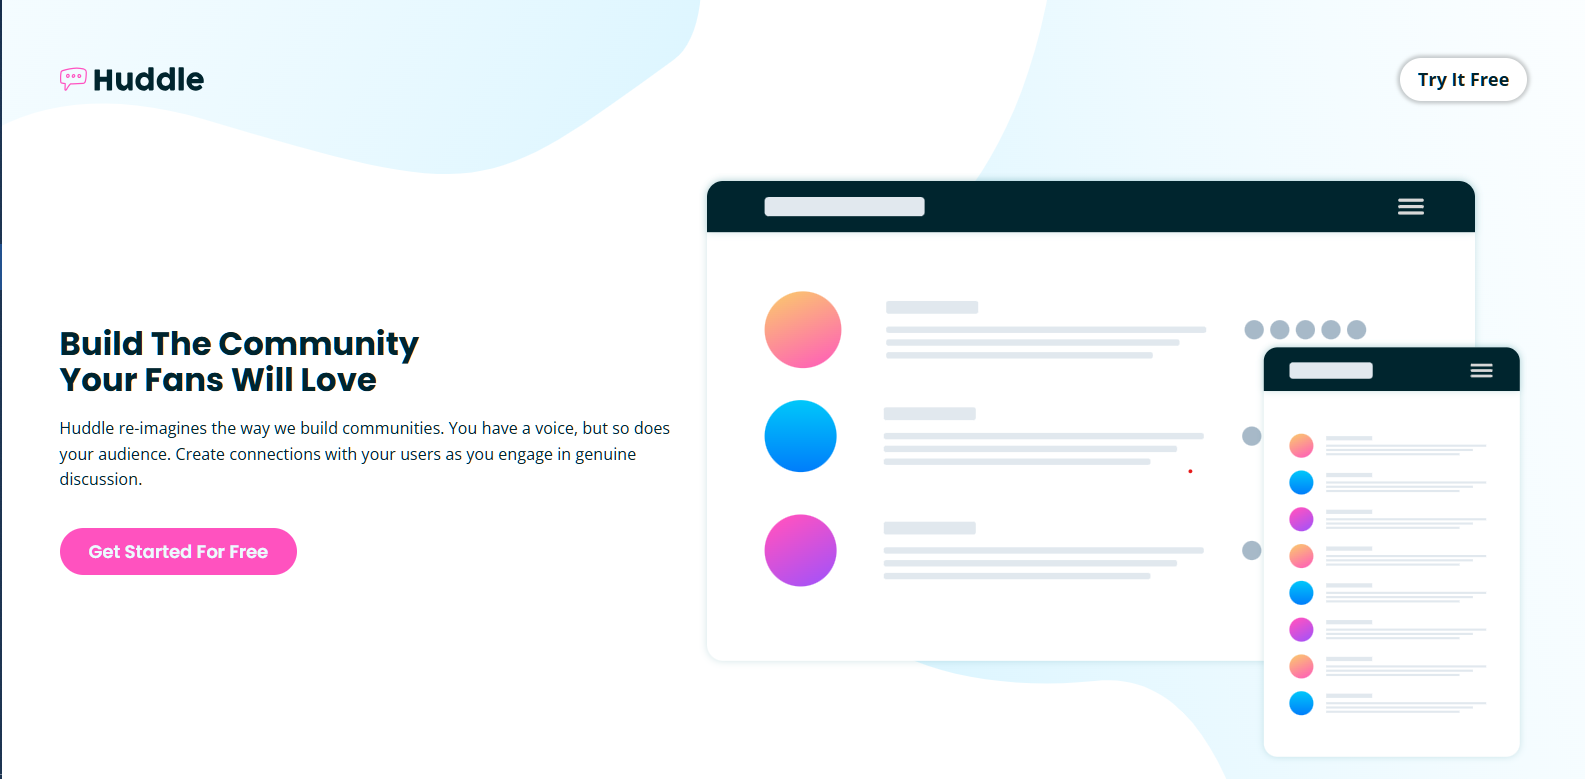 Huddle
Try It Free
Build The Community
Your Fans Will Love
Huddle re-imagines the way we build communities. You have a voice, but so does
your audience. Create connections with your users as you engage in genuine
discussion.
Get Started For Free